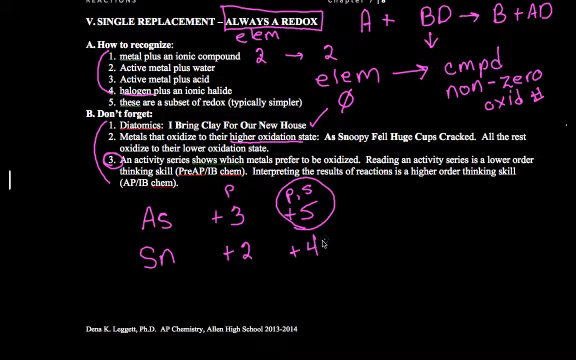 REACTIONS Chapter 7|8
V. SINGLE REPLACEMENT – ALWAYS A REDOX
A + BD → B + AD
elem
A. How to recognize:
1. metal plus an ionic compound
2. Active metal plus water
3. Active metal plus acid
4. halogen plus an ionic halide
5. these are a subset of redox (typically simpler)
2 → 2
elem → cmpd
Ø non-zero
oxid #
B. Don't forget:
1. Diatomics: I Bring Clay For Our New House
2. Metals that oxidize to their higher oxidation state: As Snoopy Fell Huge Cups Cracked. All the rest
oxidize to their lower oxidation state.
3. An activity series shows which metals prefer to be oxidized. Reading an activity series is a lower order
thinking skill (PreAP/IB chem). Interpreting the results of reactions is a higher order thinking skill
(AP/IB chem).
p p, s
As +3 +5
Sn +2 +4
Dena K. Leggett, Ph.D. AP Chemistry, Allen High School 2013-2014